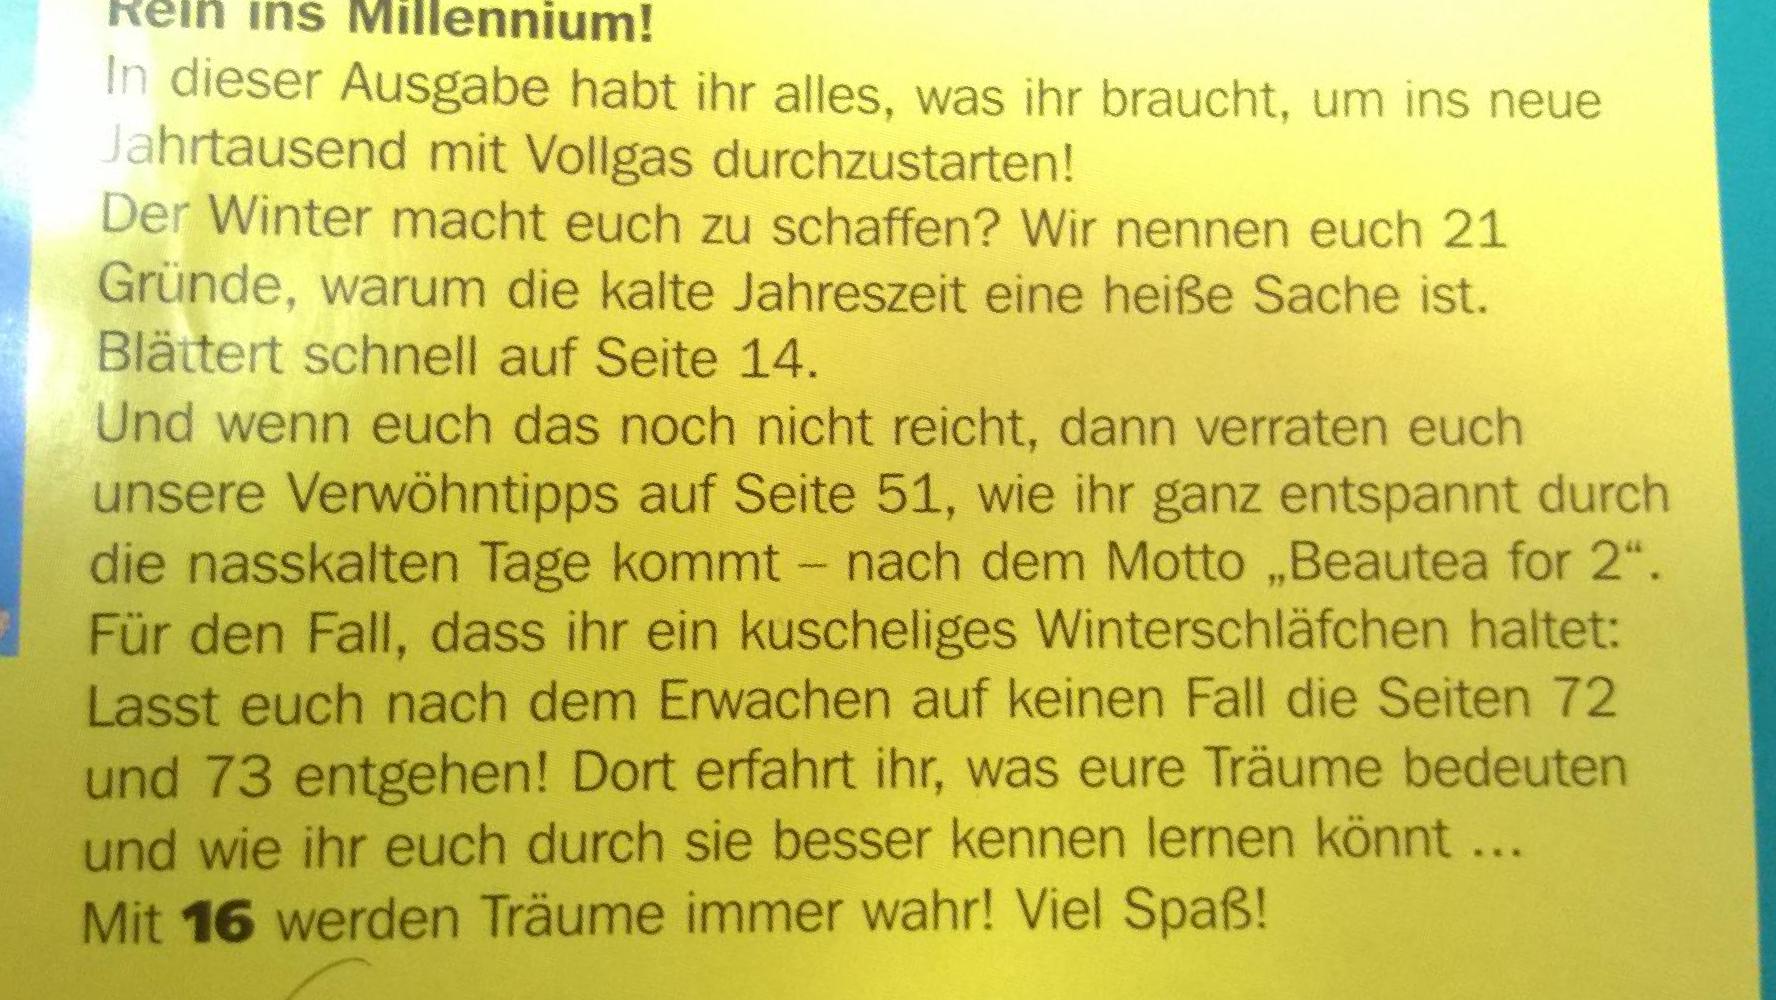 Rein ins Millennium!
In dieser Ausgabe habt ihr alles, was ihr braucht, um ins neue
Jahrtausend mit Vollgas durchzustarten!
Der Winter macht euch zu schaffen? Wir nennen euch 21
Gründe, warum die kalte Jahreszeit eine heiße Sache ist.
Blättert schnell auf Seite 14.
Und wenn euch das noch nicht reicht, dann verraten euch
unsere Verwöhntipps auf Seite 51, wie ihr ganz entspannt durch
die nasskalten Tage kommt – nach dem Motto „Beautea for 2“.
Für den Fall, dass ihr ein kuscheliges Winterschläfchen haltet:
Lasst euch nach dem Erwachen auf keinen Fall die Seiten 72
und 73 entgehen! Dort erfahrt ihr, was eure Träume bedeuten
und wie ihr euch durch sie besser kennen lernen könnt ...
Mit 16 werden Träume immer wahr! Viel Spaß!